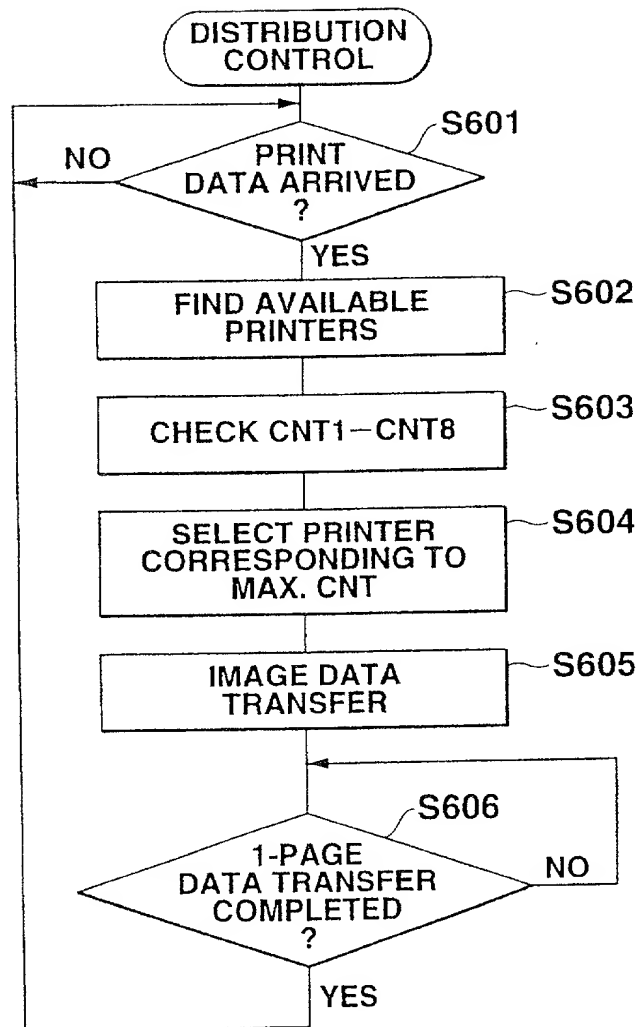 DISTRIBUTION
CONTROL
S601
NO
PRINT
DATA ARRIVED
?
YES
FIND AVAILABLE
PRINTERS
S602
CHECK CNT1—CNT8
S603
SELECT PRINTER
CORRESPONDING TO
MAX. CNT
S604
IMAGE DATA
TRANSFER
S605
S606
1-PAGE
DATA TRANSFER
COMPLETED
?
NO
YES